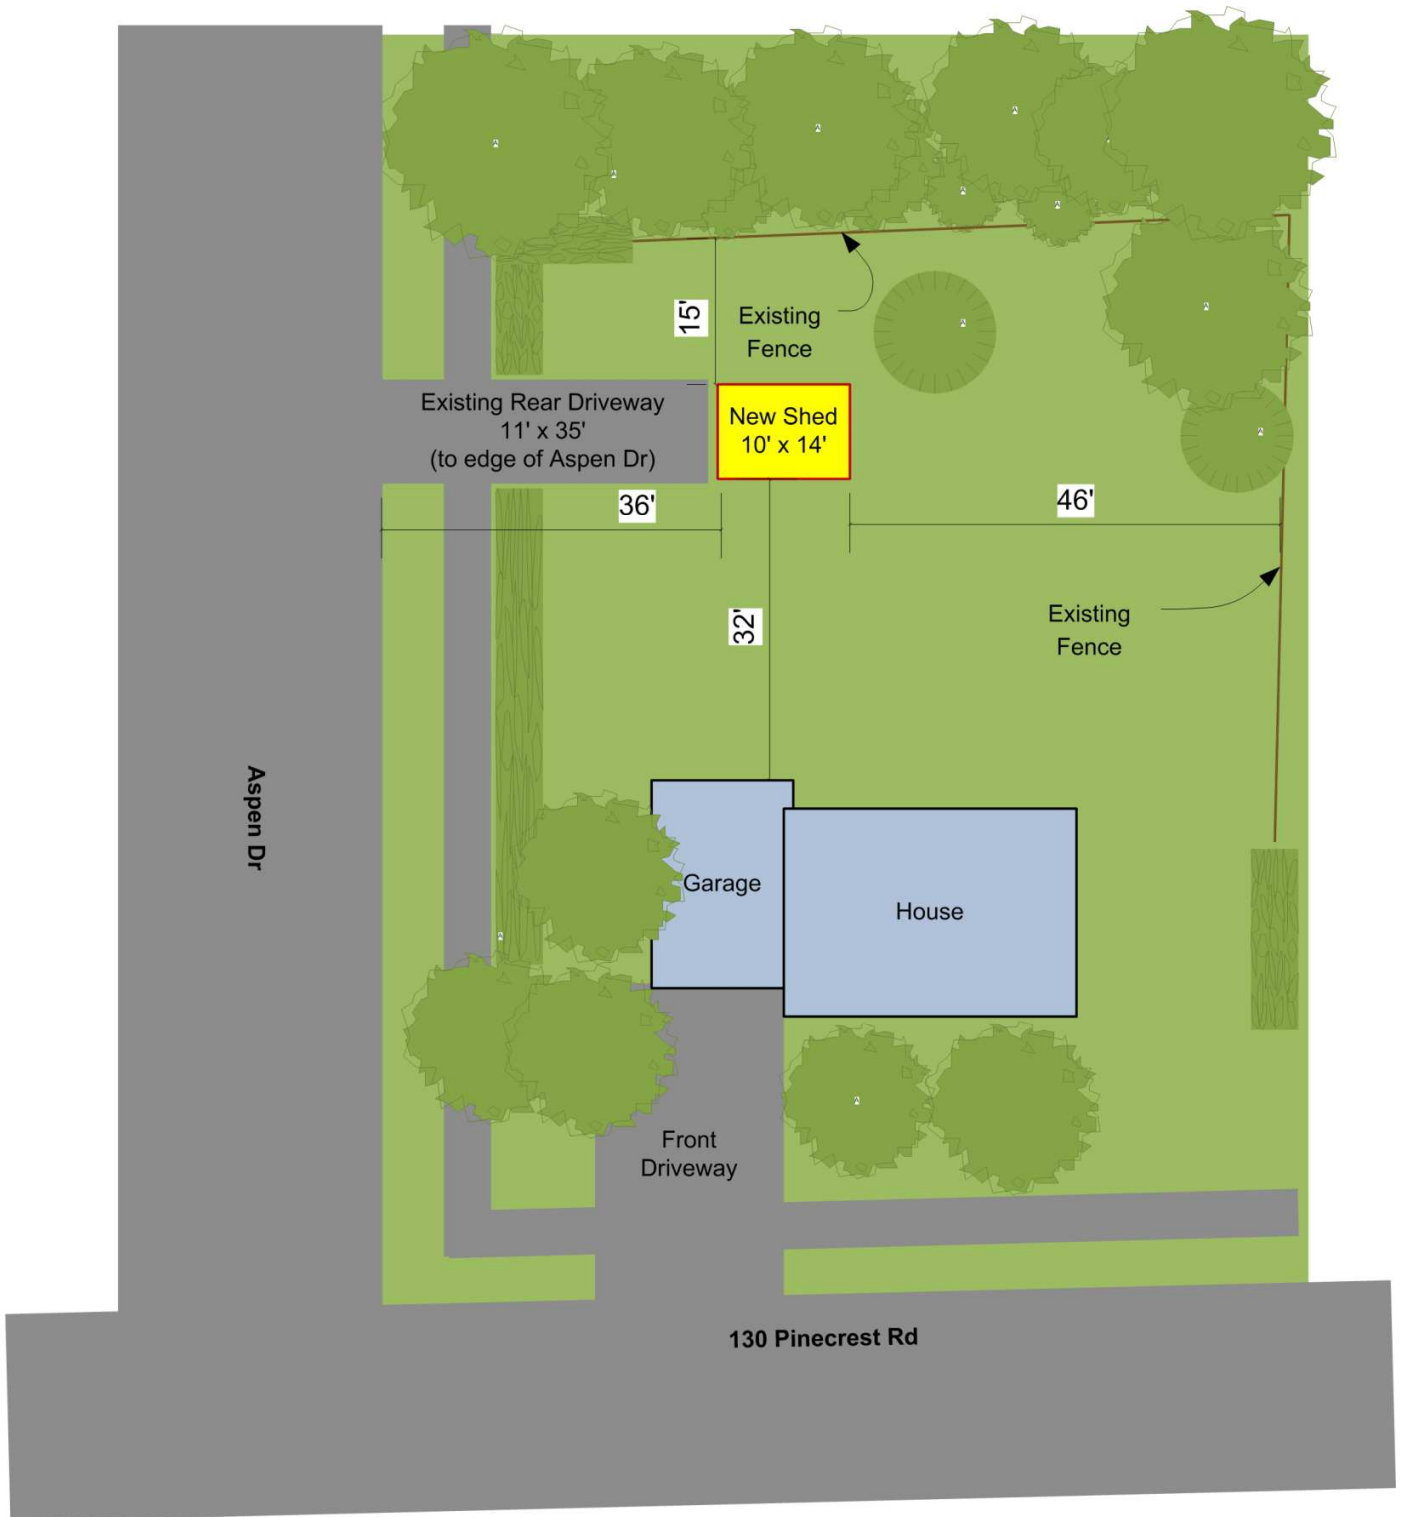 15'
Existing
Fence
Existing Rear Driveway
11' x 35'
(to edge of Aspen Dr)
New Shed
10' x 14'
36'
46'
32'
Existing
Fence
Aspen Dr
Garage
House
Front
Driveway
130 Pinecrest Rd